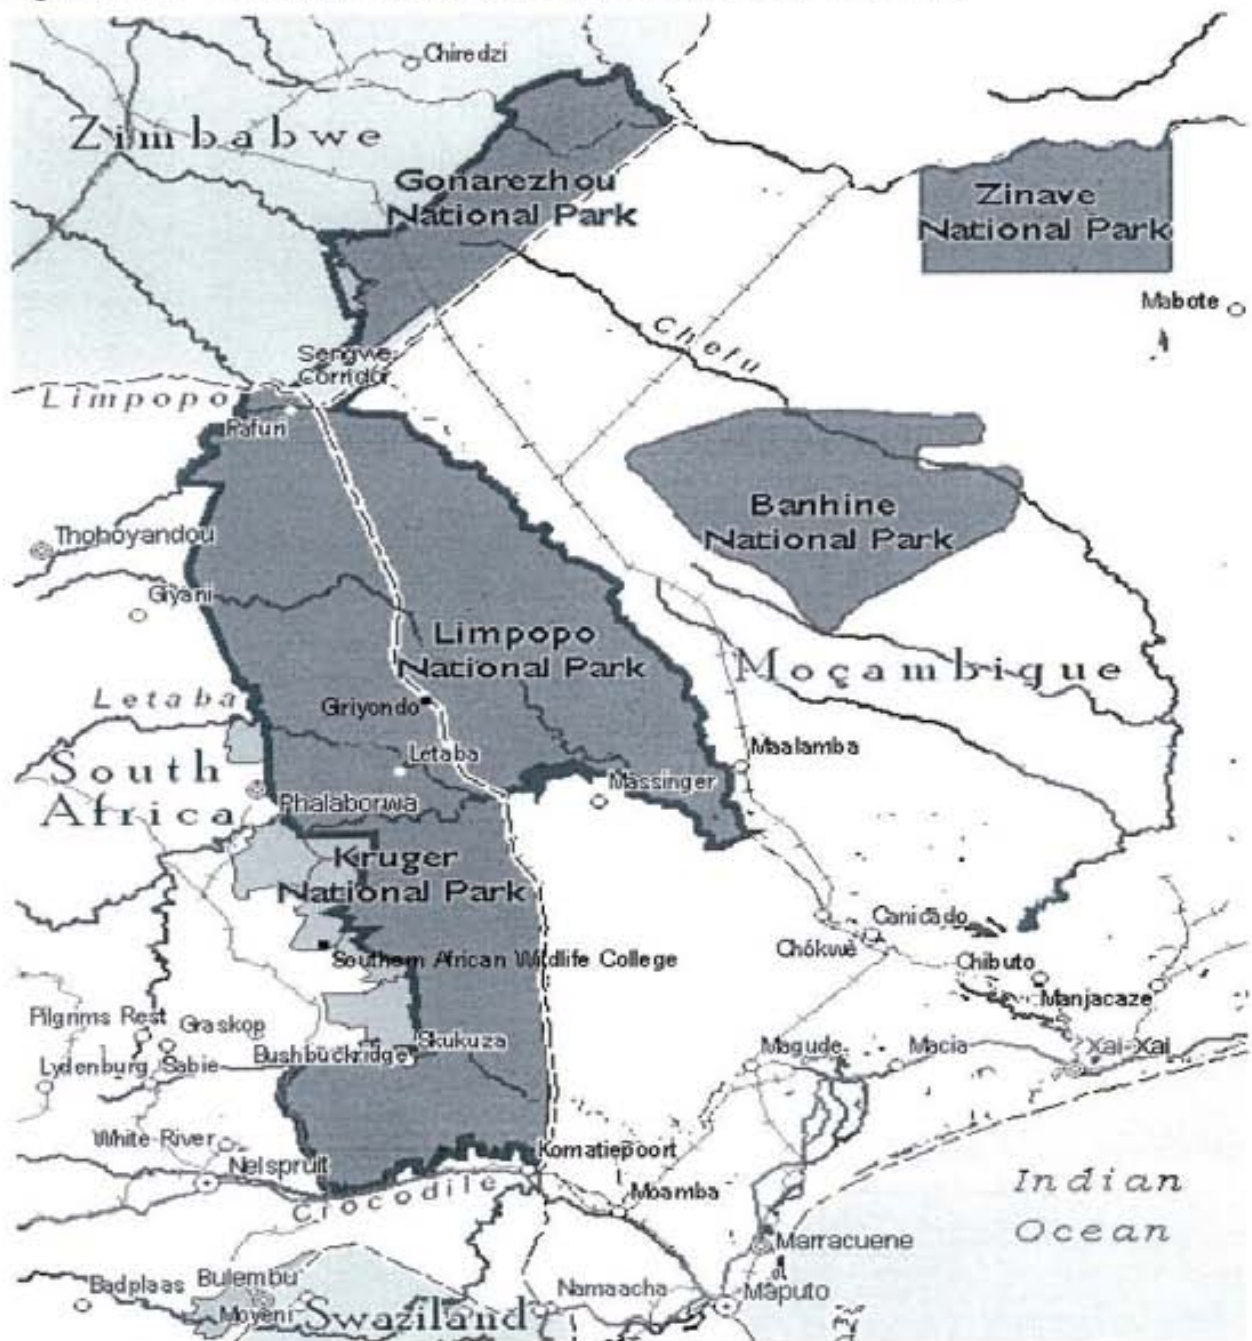 Chiredzi
Zimbabwe
Gonarezhou
National Park
Zinave
National Park
Mabote
Chefu
Sengwe
Corridor
Limpopo
Pafuri
Banhine
National Park
Thohoyandou
Giyani
Limpopo
National Park
Moçambique
Letaba
Giriyondo
Letaba
Maalamba
South
Africa
Massinger
Phalaborwa
Kruger
National Park
Canicado
Chókwè
Southern African Wildlife College
Chibuto
Manjacaze
Pilgrims Rest
Graskop
Skukuza
Bushbuckridge
Magude
Macia
Xai-Xai
Lydenburg
Sabie
White River
Komatiepoort
Nelspruit
Crocodile
Moamba
Indian
Ocean
Marracuene
Badplaas
Bulembu
Namaacha
Maputo
Moyeni
Swaziland